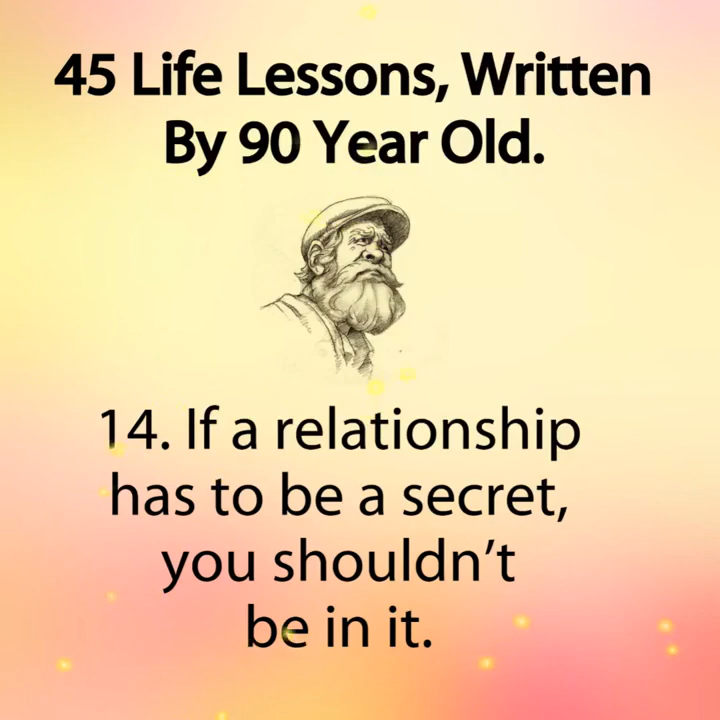 45 Life Lessons, Written
By 90 Year Old.
14. If a relationship
has to be a secret,
you shouldn’t
be in it.